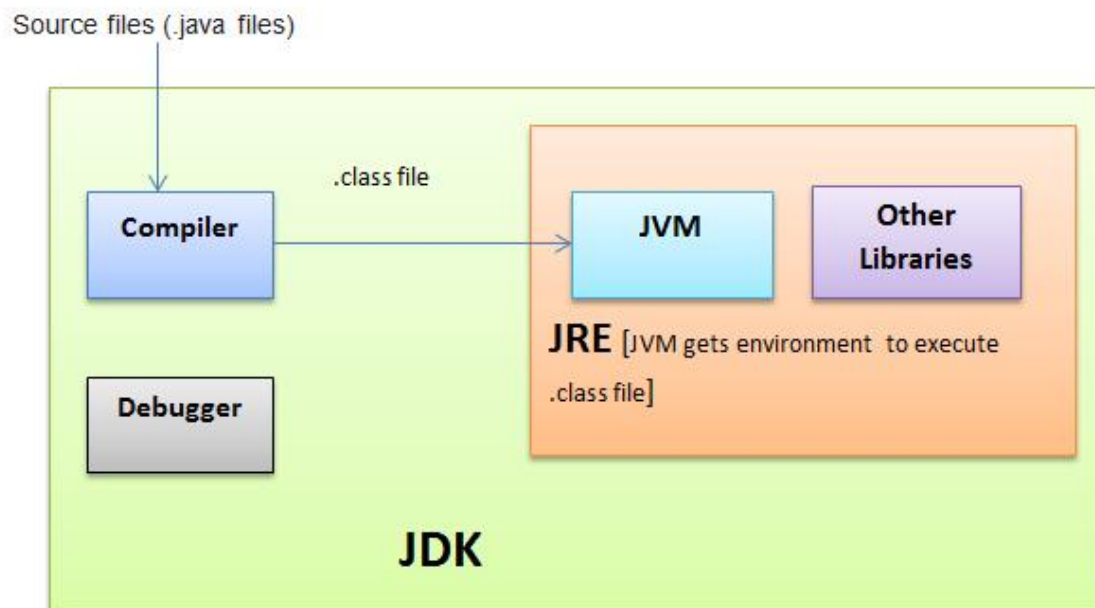 Source files (.java files)
.class file
Compiler
JVM
Other
Libraries
JRE [JVM gets environment to execute
.class file]
Debugger
JDK